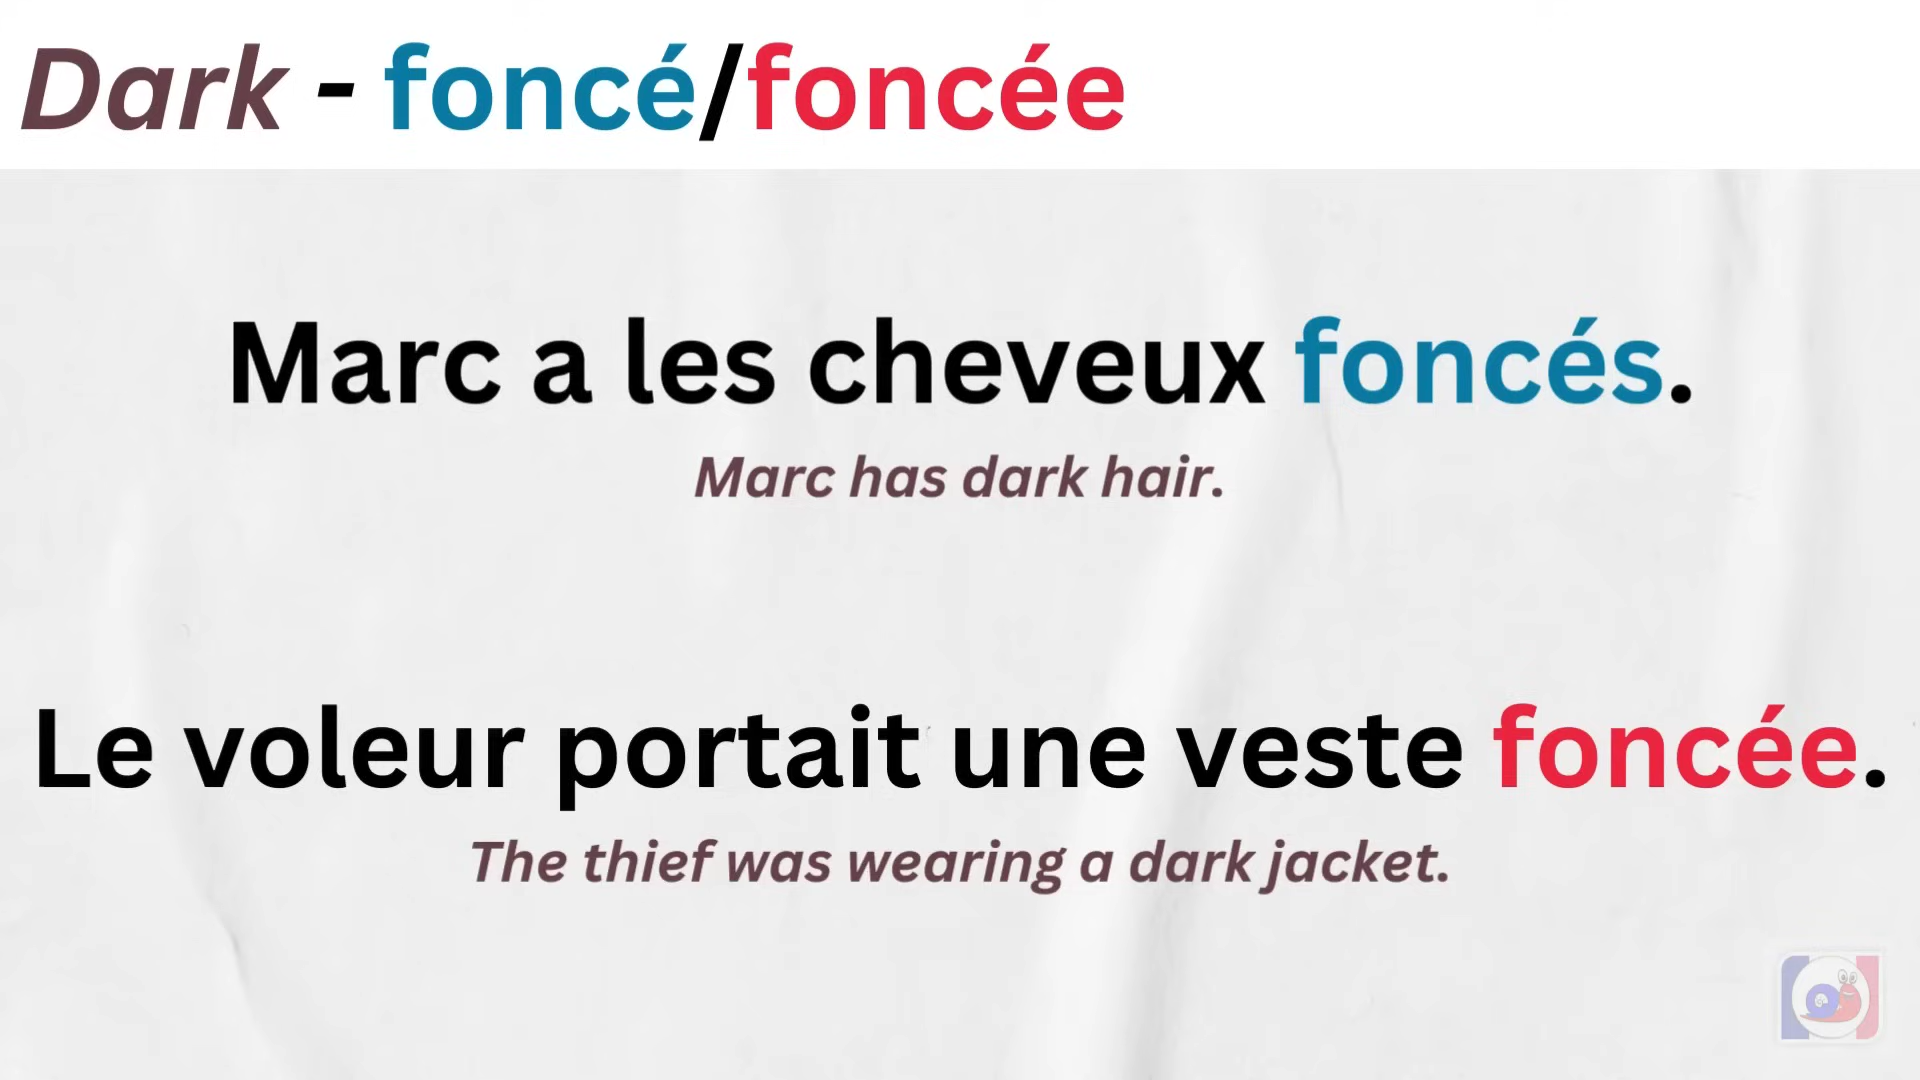 Dark - foncé/foncée
Marc a les cheveux foncés.
Marc has dark hair.
Le voleur portait une veste foncée.
The thief was wearing a dark jacket.